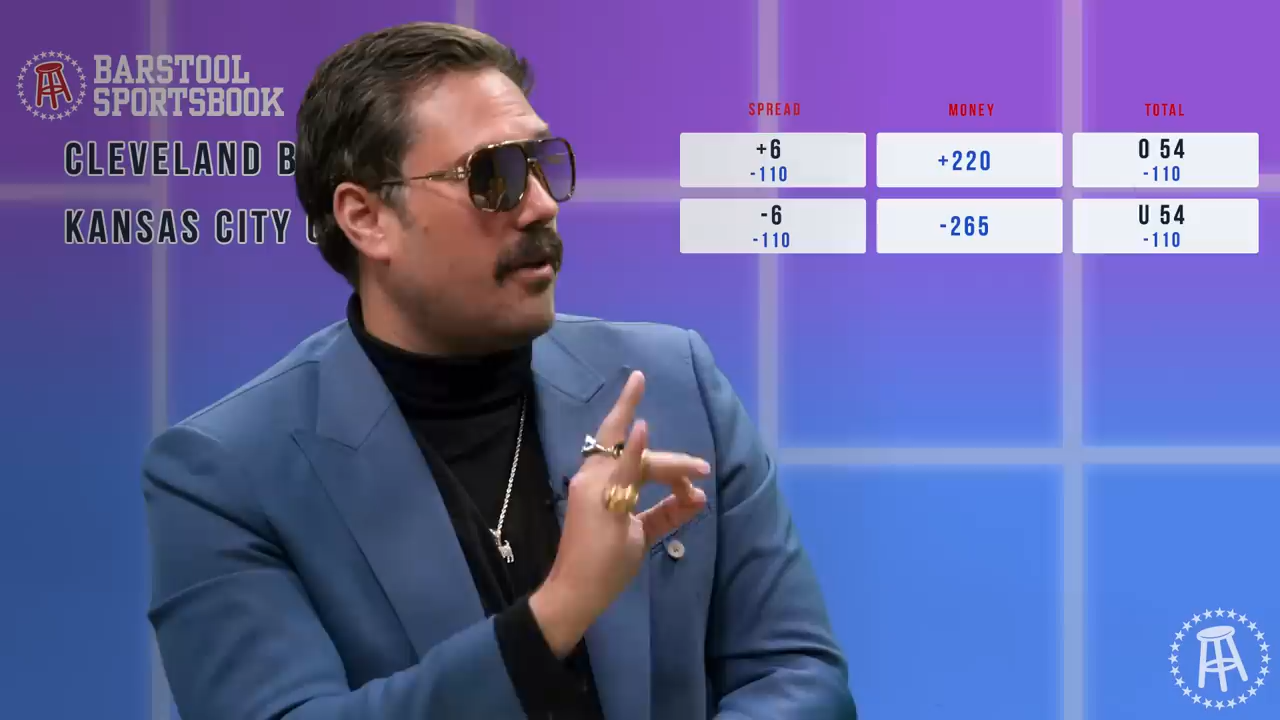 BARSTOOL
SPORTSBOOK
SPREAD MONEY TOTAL
CLEVELAND B
+6 +220 O 54
-110 -110
KANSAS CITY
-6 -265 U 54
-110 -110